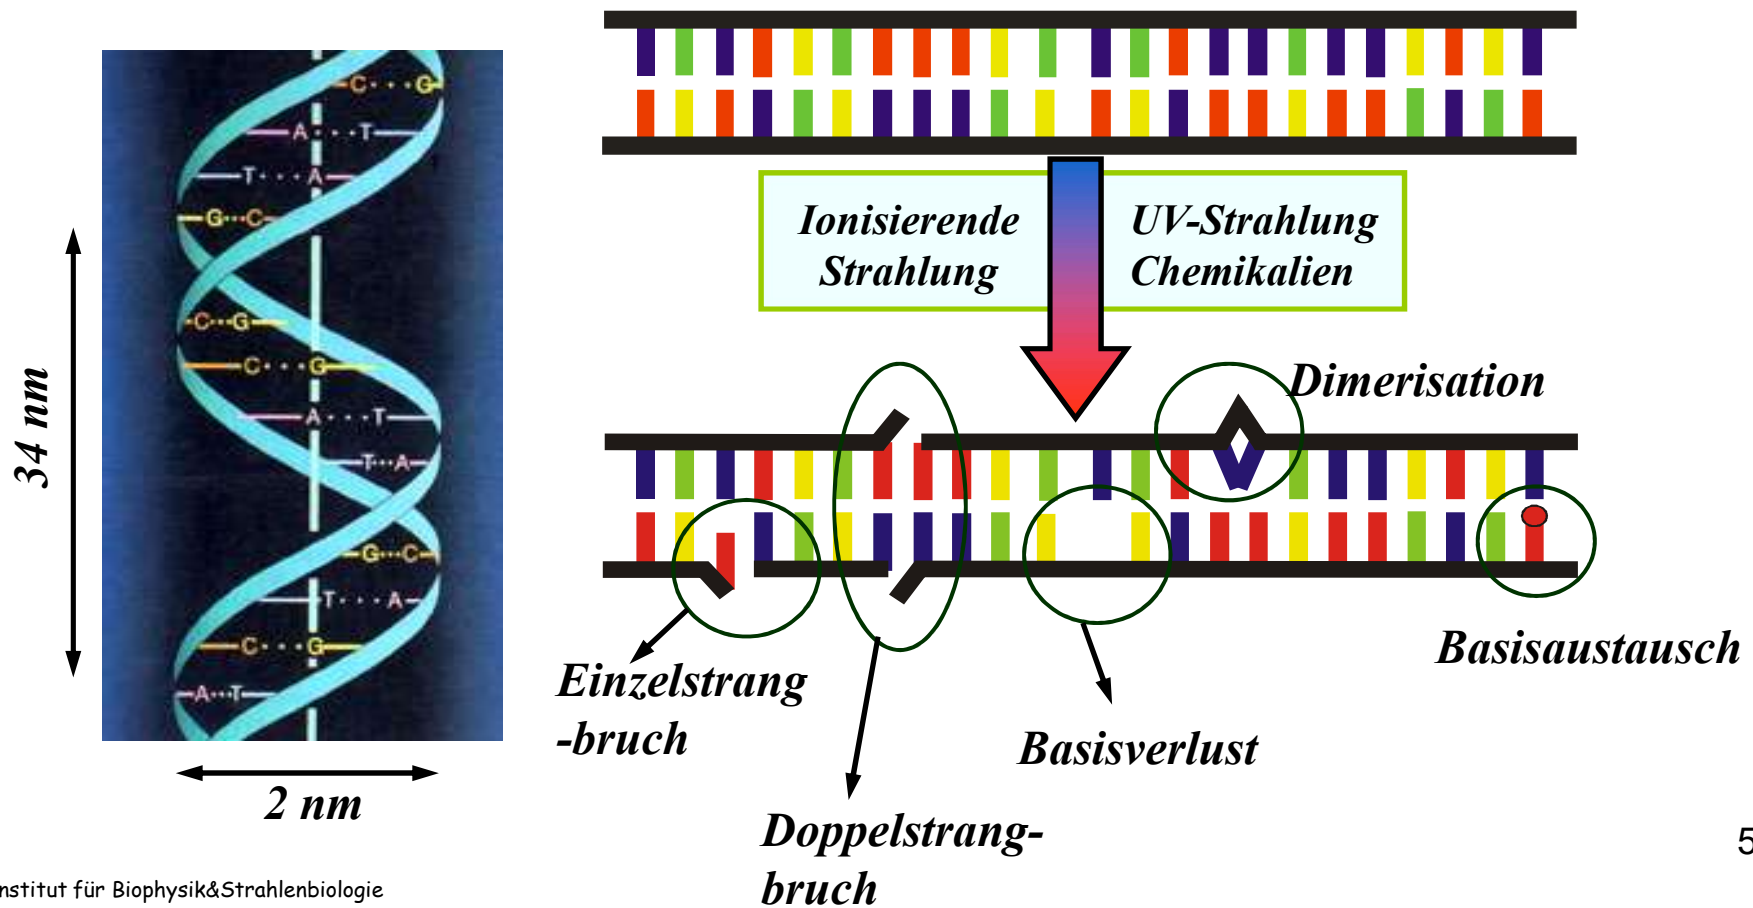 C···G
A···T
T···A
G···C
C···G
C···G
A···T
T···A
G···C
T···A
C···G
A···T
34 nm
2 nm
Ionisierende
Strahlung
UV-Strahlung
Chemikalien
Dimerisation
Einzelstrang
-bruch
Doppelstrang-
bruch
Basisverlust
Basisaustausch
5
nstitut für Biophysik&Strahlenbiologie